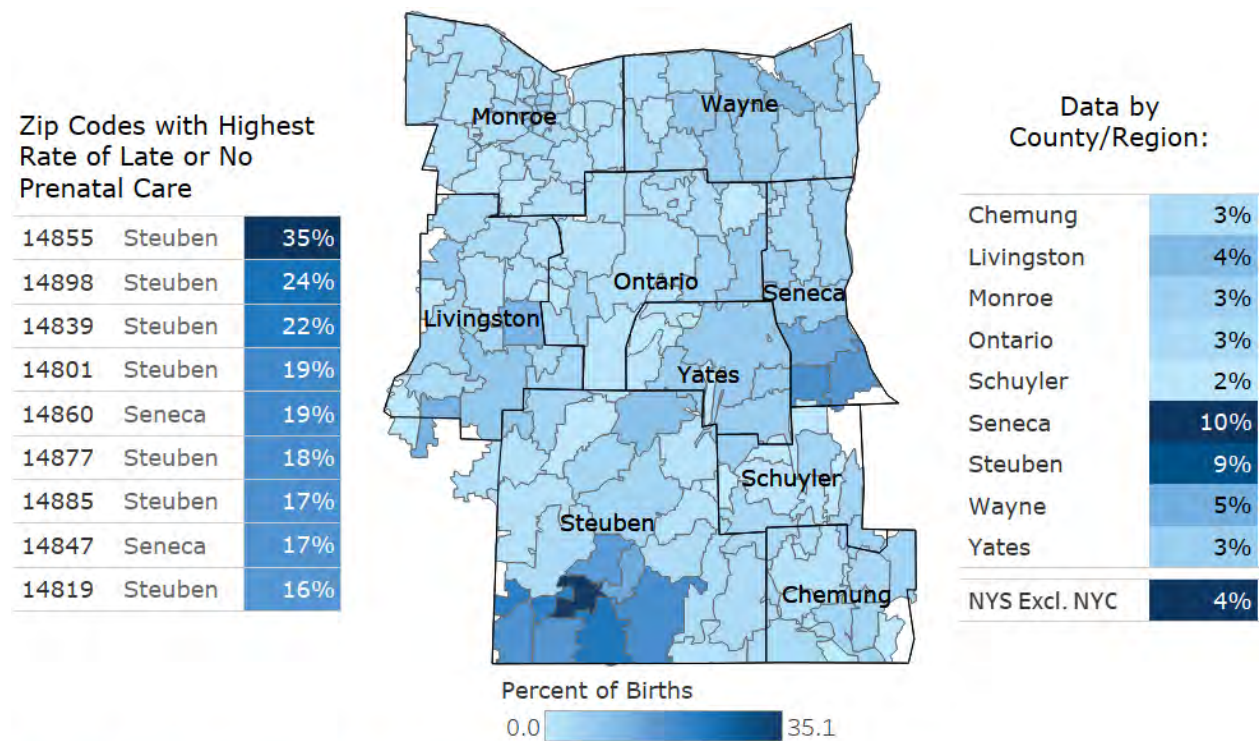 Zip Codes with Highest
Rate of Late or No
Prenatal Care
14855 Steuben 35%
14898 Steuben 24%
14839 Steuben 22%
14801 Steuben 19%
14860 Seneca 19%
14877 Steuben 18%
14885 Steuben 17%
14847 Seneca 17%
14819 Steuben 16%
Monroe
Wayne
Ontario
Seneca
Livingston
Yates
Schuyler
Steuben
Chemung
Percent of Births
0.0 35.1
Data by
County/Region:
Chemung 3%
Livingston 4%
Monroe 3%
Ontario 3%
Schuyler 2%
Seneca 10%
Steuben 9%
Wayne 5%
Yates 3%
NYS Excl. NYC 4%